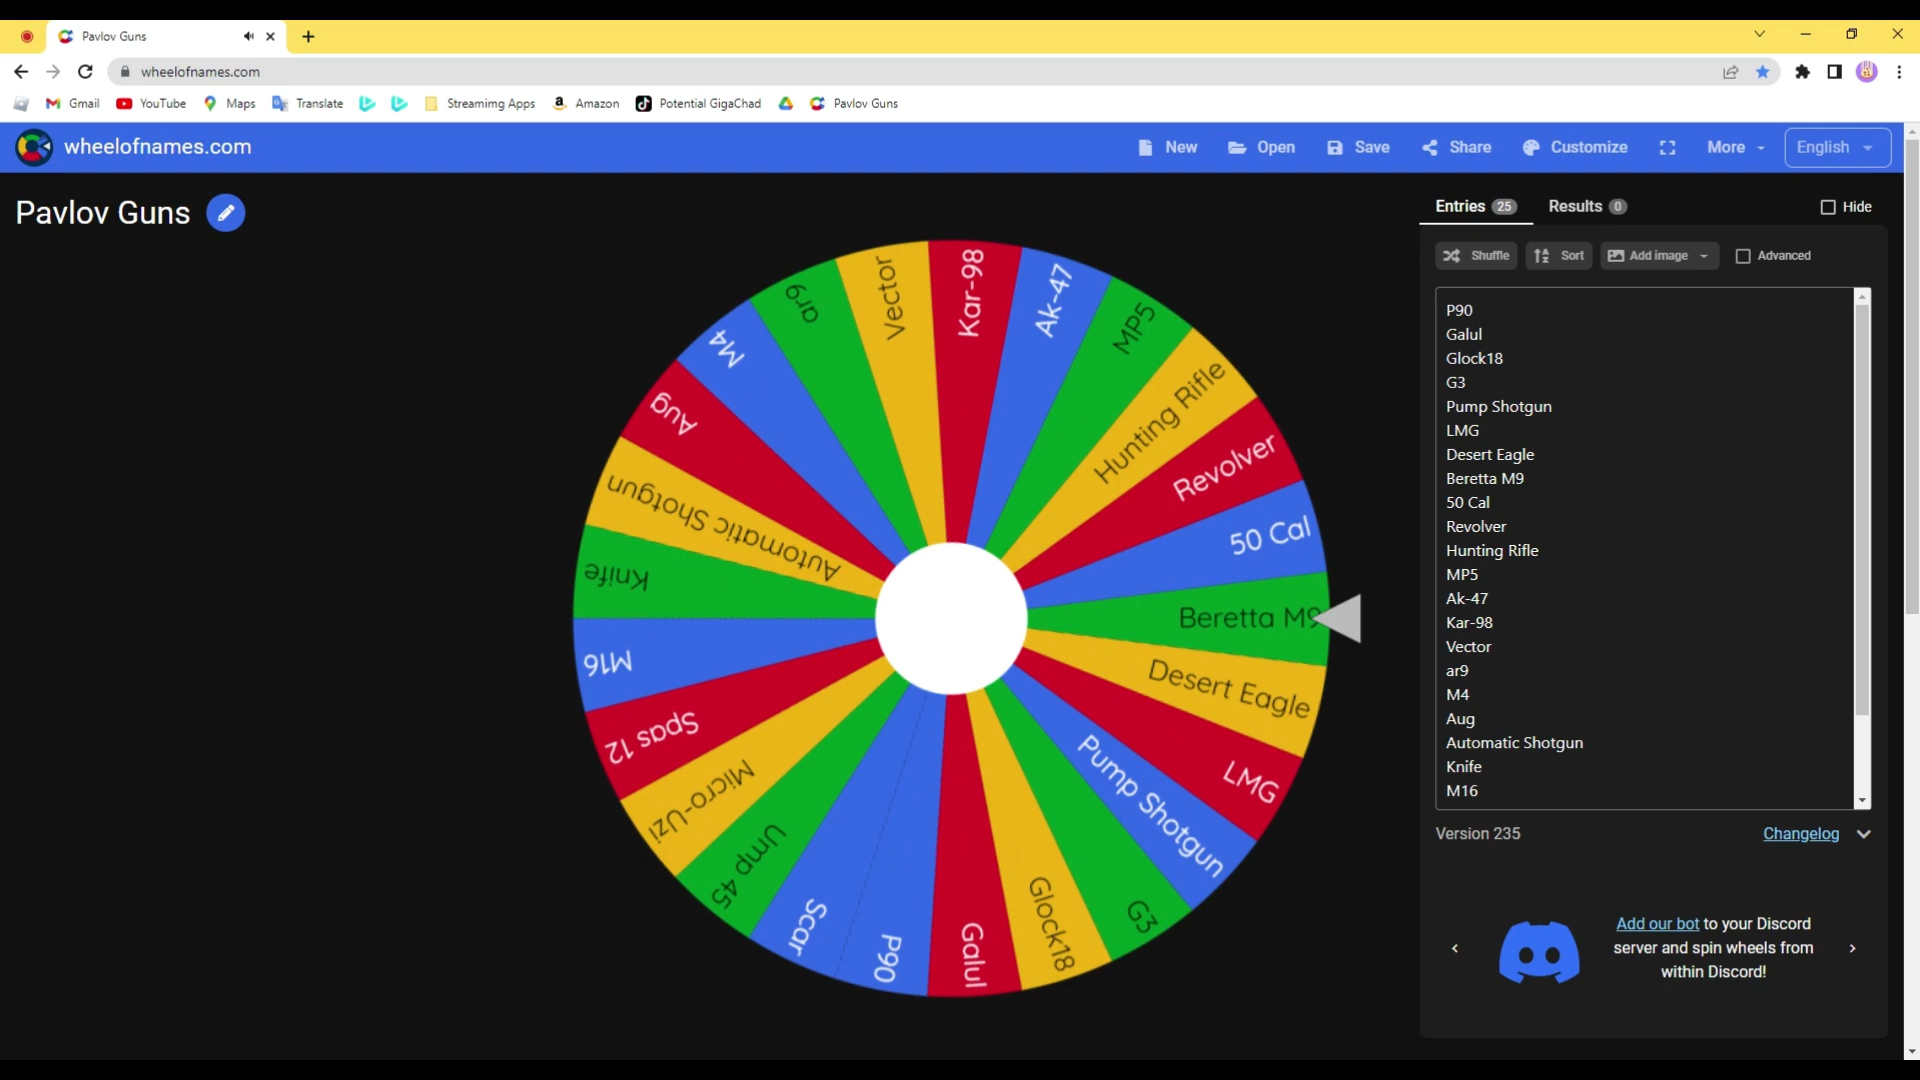 Pavlov Guns
wheelofnames.com
Gmail
YouTube
Maps
Translate
Streamimg Apps
Amazon
Potential GigaChad
Pavlov Guns
wheelofnames.com
New
Open
Save
Share
Customize
More
English
Pavlov Guns
Entries 25
Results 0
Hide
Shuffle
Sort
Add image
Advanced
P90
Galul
Glock18
G3
Pump Shotgun
LMG
Desert Eagle
Beretta M9
50 Cal
Revolver
Hunting Rifle
MP5
Ak-47
Kar-98
Vector
ar9
M4
Aug
Automatic Shotgun
Knife
M16
Version 235
Changelog
Add our bot to your Discord
server and spin wheels from
within Discord!
Kar-98
Ak-47
MP5
Hunting Rifle
Revolver
50 Cal
Beretta M9
Desert Eagle
LMG
Pump Shotgun
G3
Glock18
Galul
P90
Scar
Ump 45
Micro-Uzi
Spas 12
M16
Knife
Automatic Shotgun
Aug
M4
ar9
Vector